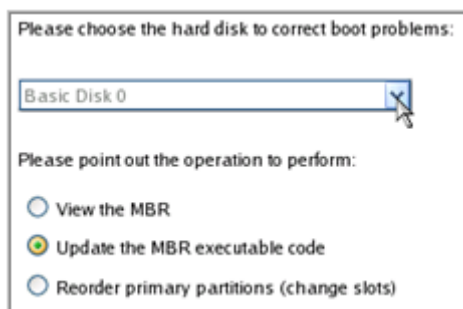 Please choose the hard disk to correct boot problems:
Basic Disk 0
Please point out the operation to perform:
View the MBR
Update the MBR executable code
Reorder primary partitions (change slots)